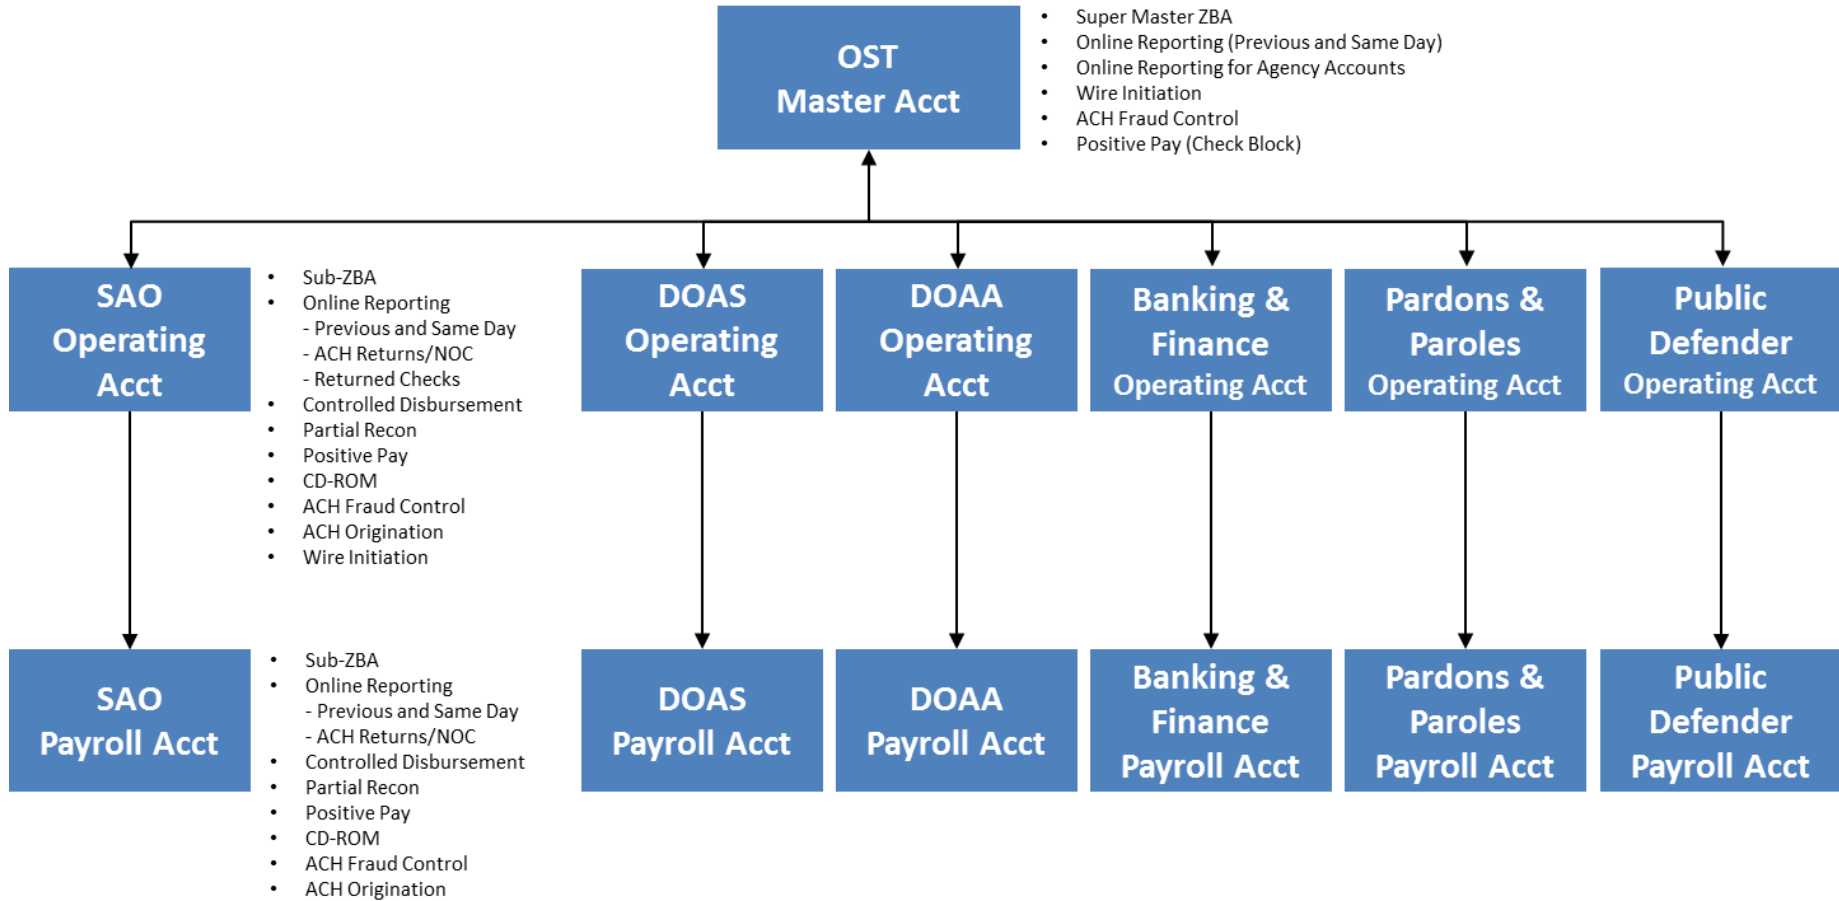 OST
Master Acct
• Super Master ZBA
• Online Reporting (Previous and Same Day)
• Online Reporting for Agency Accounts
• Wire Initiation
• ACH Fraud Control
• Positive Pay (Check Block)
SAO
Operating
Acct
• Sub-ZBA
• Online Reporting
- Previous and Same Day
- ACH Returns/NOC
- Returned Checks
• Controlled Disbursement
• Partial Recon
• Positive Pay
• CD-ROM
• ACH Fraud Control
• ACH Origination
• Wire Initiation
DOAS
Operating
Acct
DOAA
Operating
Acct
Banking &
Finance
Operating Acct
Pardons &
Paroles
Operating Acct
Public
Defender
Operating Acct
SAO
Payroll Acct
• Sub-ZBA
• Online Reporting
- Previous and Same Day
- ACH Returns/NOC
• Controlled Disbursement
• Partial Recon
• Positive Pay
• CD-ROM
• ACH Fraud Control
• ACH Origination
DOAS
Payroll Acct
DOAA
Payroll Acct
Banking &
Finance
Payroll Acct
Pardons &
Paroles
Payroll Acct
Public
Defender
Payroll Acct